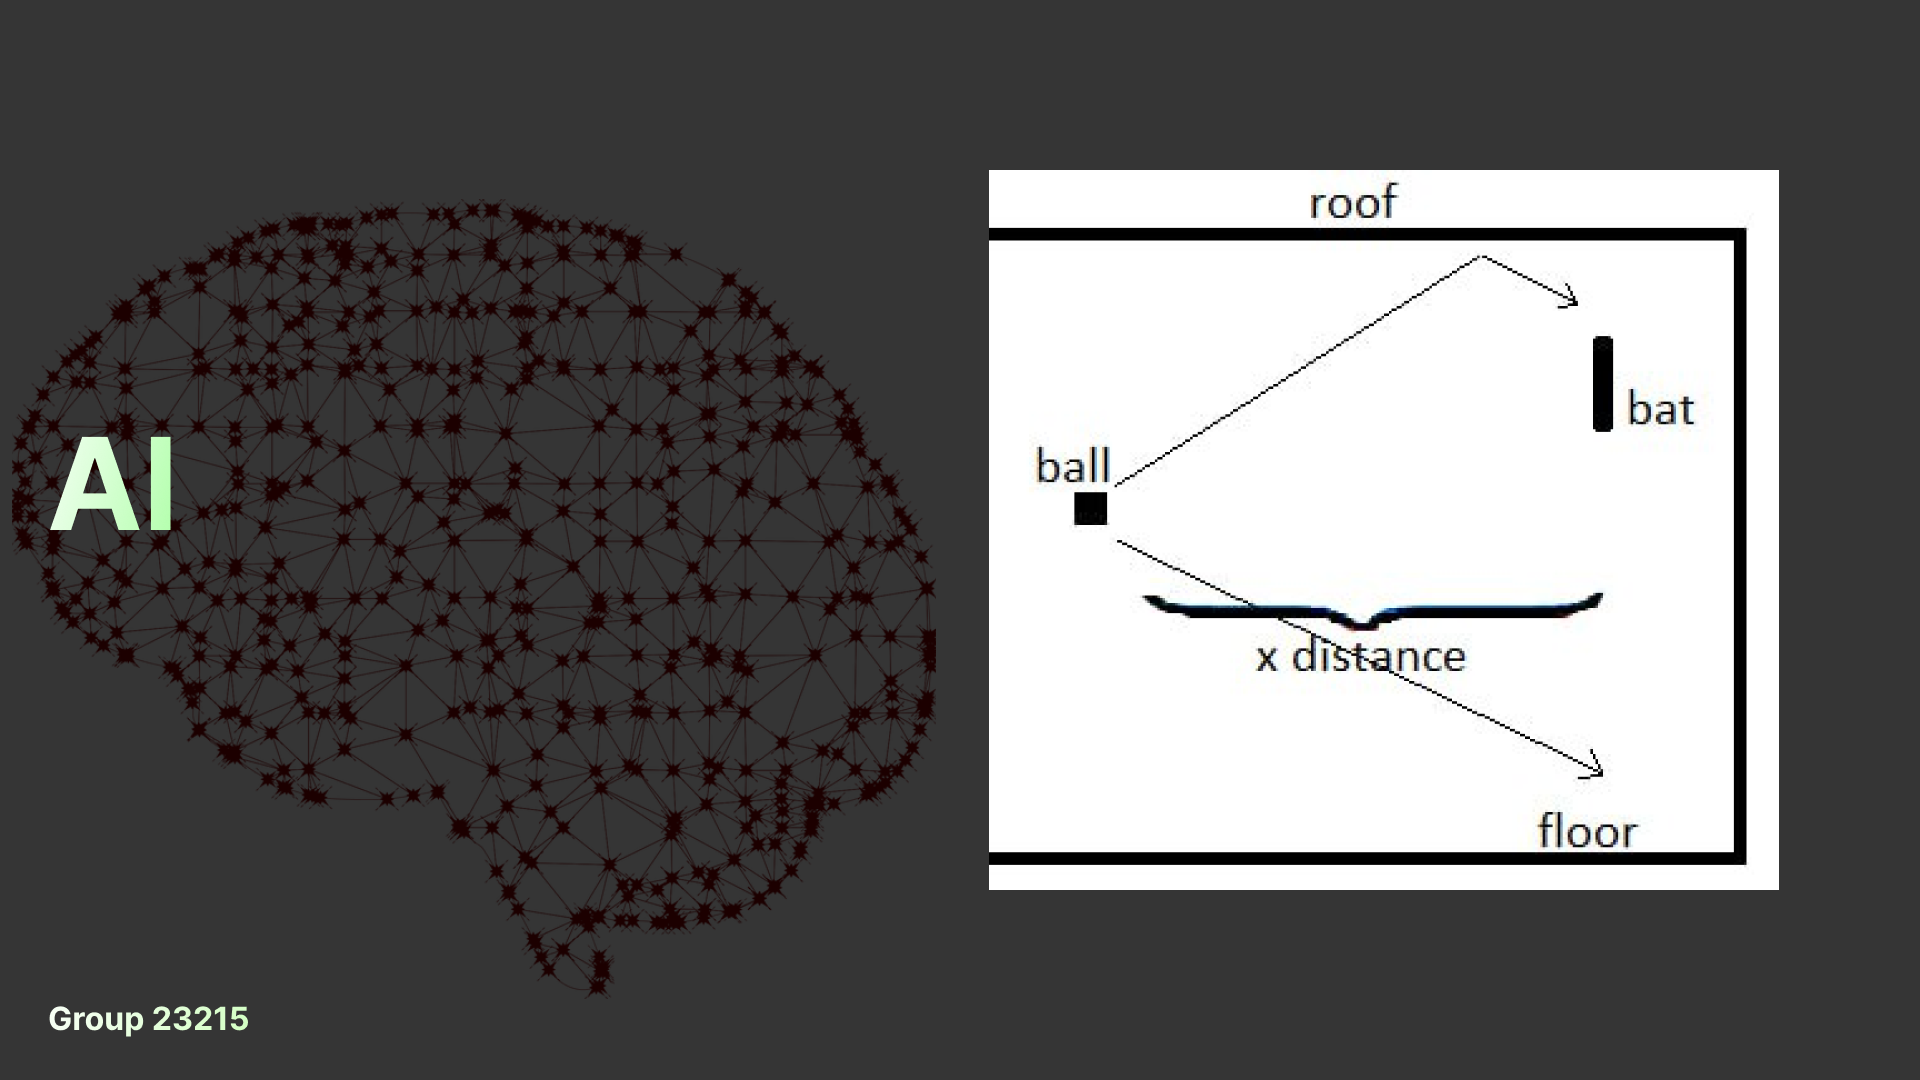 AI
Group 23215
roof
bat
ball
x distance
floor